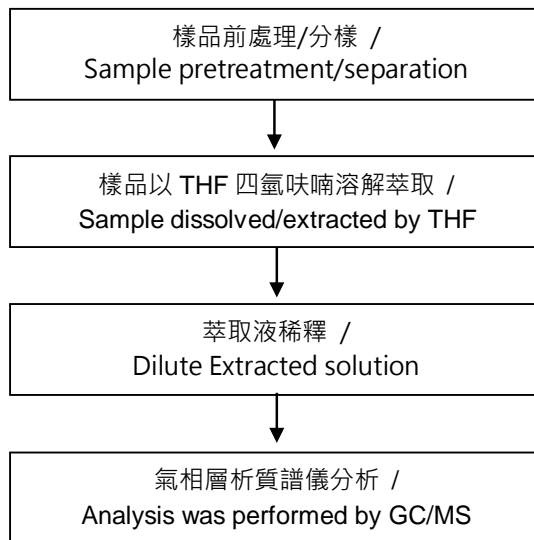 樣品前處理/分樣 /
Sample pretreatment/separation
樣品以 THF 四氫呋喃溶解萃取 /
Sample dissolved/extracted by THF
萃取液稀釋 /
Dilute Extracted solution
氣相層析質譜儀分析 /
Analysis was performed by GC/MS